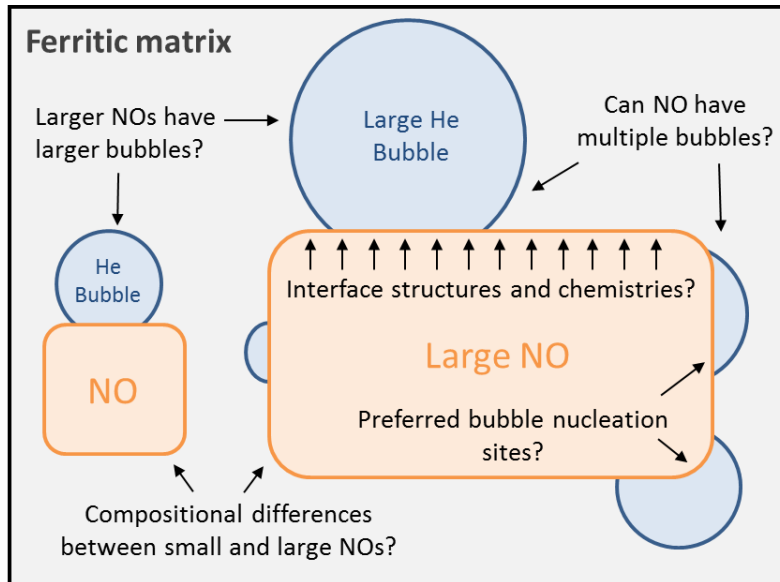 Ferritic matrix
Larger NOs have
larger bubbles?
Large He
Bubble
Can NO have
multiple bubbles?
He
Bubble
Interface structures and chemistries?
NO
Large NO
Preferred bubble nucleation
sites?
Compositional differences
between small and large NOs?